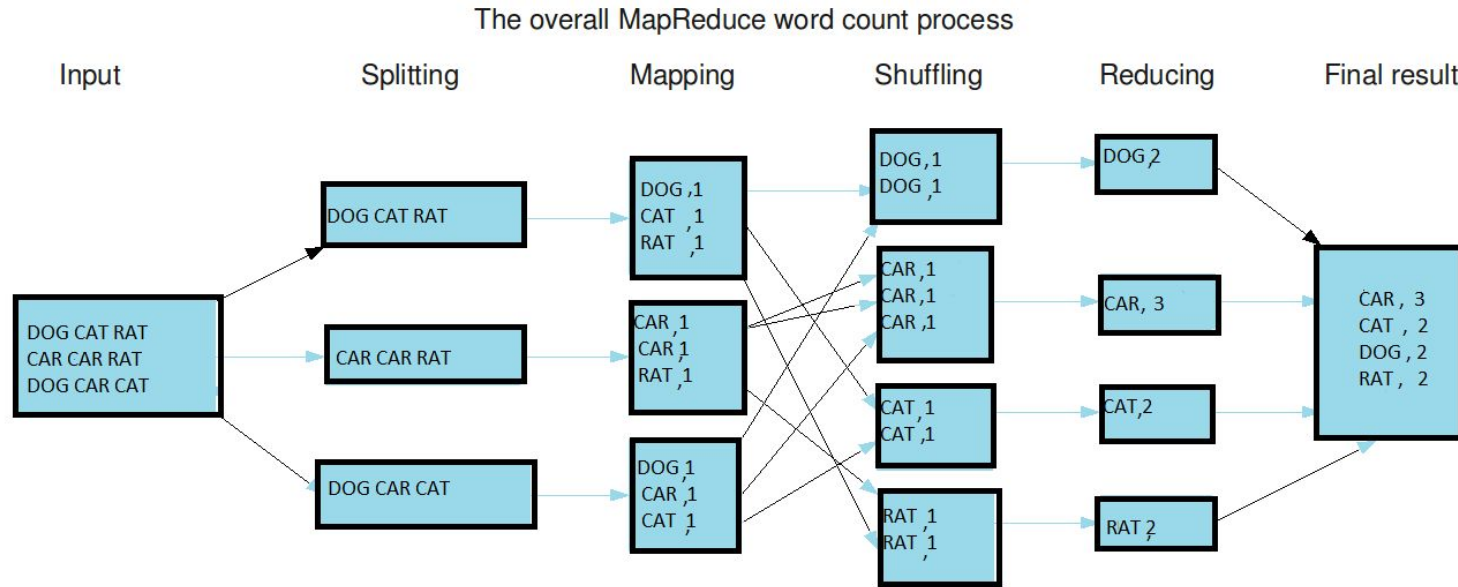 The overall MapReduce word count process
Input
Splitting
Mapping
Shuffling
Reducing
Final result
DOG CAT RAT
CAR CAR RAT
DOG CAR CAT
DOG CAT RAT
CAR CAR RAT
DOG CAR CAT
DOG ,1
CAT ,1
RAT ,1
CAR ,1
CAR ,1
RAT ,1
DOG ,1
CAR ,1
CAT ,1
DOG ,1
DOG ,1
CAR ,1
CAR ,1
CAR ,1
CAT ,1
CAT ,1
RAT ,1
RAT ,1
DOG,2
CAR, 3
CAT,2
RAT,2
CAR , 3
CAT , 2
DOG , 2
RAT , 2